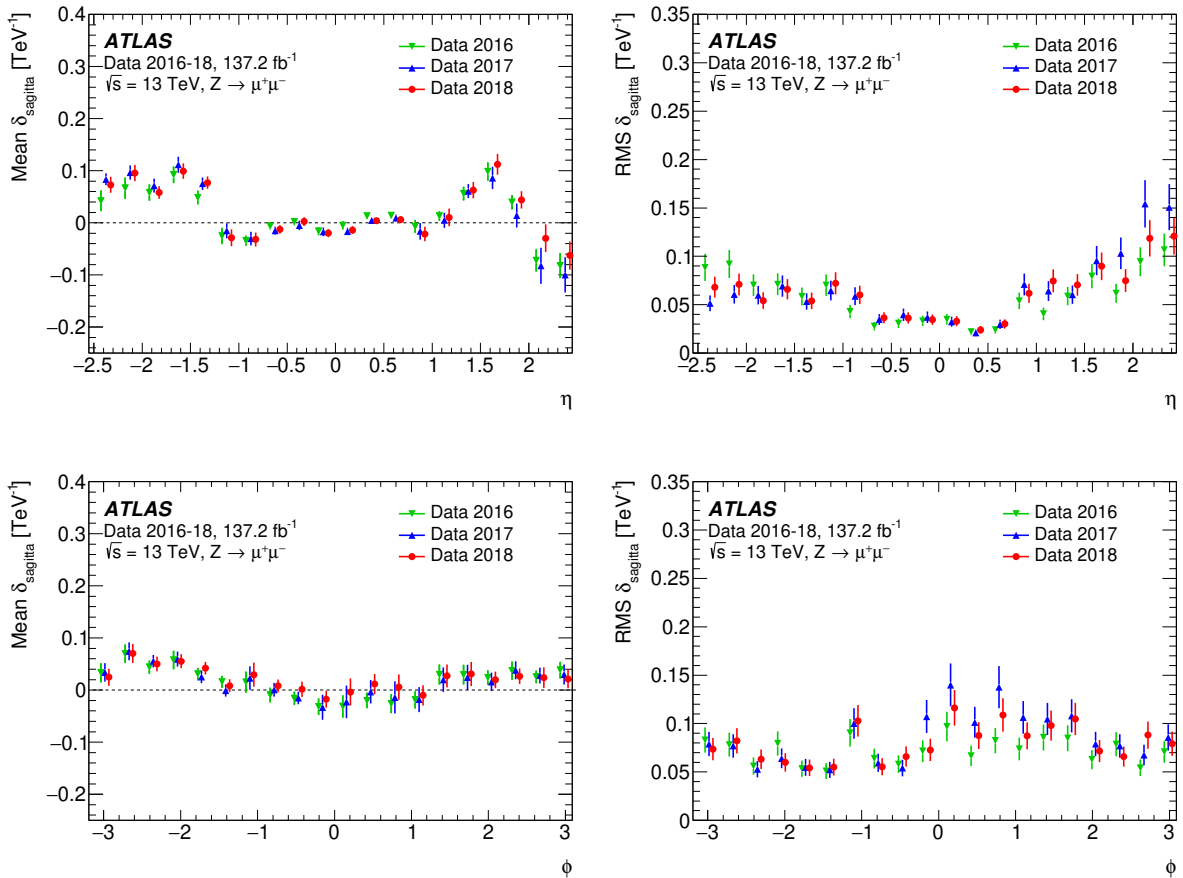 Mean δsagitta [TeV⁻¹]
0.4
0.3
0.2
0.1
0
−0.1
−0.2
ATLAS
Data 2016-18, 137.2 fb⁻¹
√s = 13 TeV, Z → μ⁺μ⁻
Data 2016
Data 2017
Data 2018
−2.5 −2 −1.5 −1 −0.5 0 0.5 1 1.5 2
η
RMS δsagitta [TeV⁻¹]
0.35
0.3
0.25
0.2
0.15
0.1
0.05
0
ATLAS
Data 2016-18, 137.2 fb⁻¹
√s = 13 TeV, Z → μ⁺μ⁻
Data 2016
Data 2017
Data 2018
−2.5 −2 −1.5 −1 −0.5 0 0.5 1 1.5 2
η
Mean δsagitta [TeV⁻¹]
0.4
0.3
0.2
0.1
0
−0.1
−0.2
ATLAS
Data 2016-18, 137.2 fb⁻¹
√s = 13 TeV, Z → μ⁺μ⁻
Data 2016
Data 2017
Data 2018
−3 −2 −1 0 1 2 3
ϕ
RMS δsagitta [TeV⁻¹]
0.35
0.3
0.25
0.2
0.15
0.1
0.05
0
ATLAS
Data 2016-18, 137.2 fb⁻¹
√s = 13 TeV, Z → μ⁺μ⁻
Data 2016
Data 2017
Data 2018
−3 −2 −1 0 1 2 3
ϕ